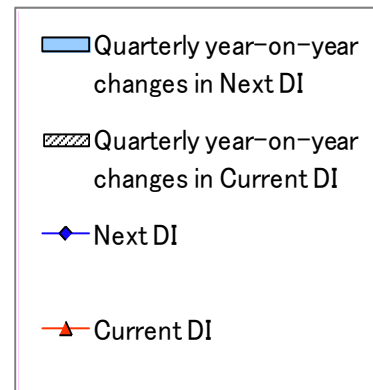 Quarterly year-on-year
changes in Next DI
Quarterly year-on-year
changes in Current DI
Next DI
Current DI